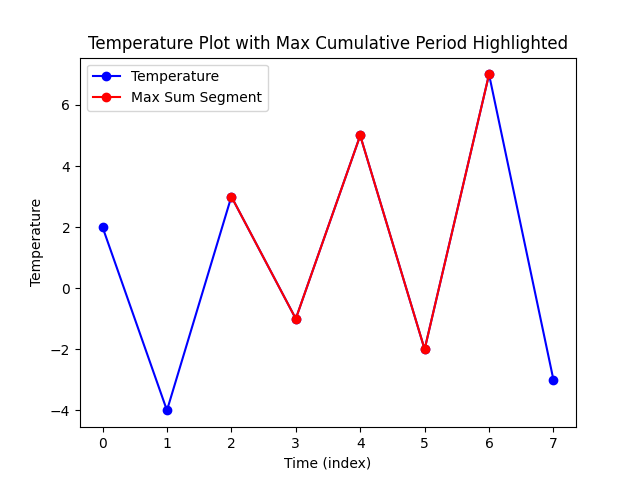 Temperature Plot with Max Cumulative Period Highlighted
Temperature
Max Sum Segment
6
4
2
0
−2
−4
Temperature
0 1 2 3 4 5 6 7
Time (index)